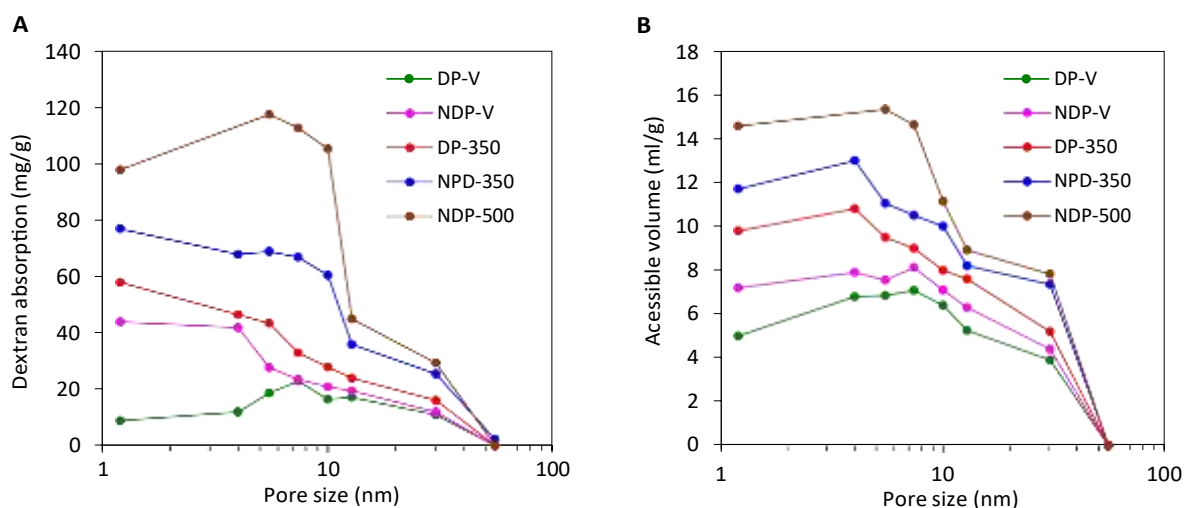 A
Dextran absorption (mg/g)
140
120
100
80
60
40
20
0
DP-V
NDP-V
DP-350
NPD-350
NDP-500
1
10
100
Pore size (nm)
B
Acessible volume (ml/g)
18
16
14
12
10
8
6
4
2
0
DP-V
NDP-V
DP-350
NPD-350
NDP-500
1
10
100
Pore size (nm)